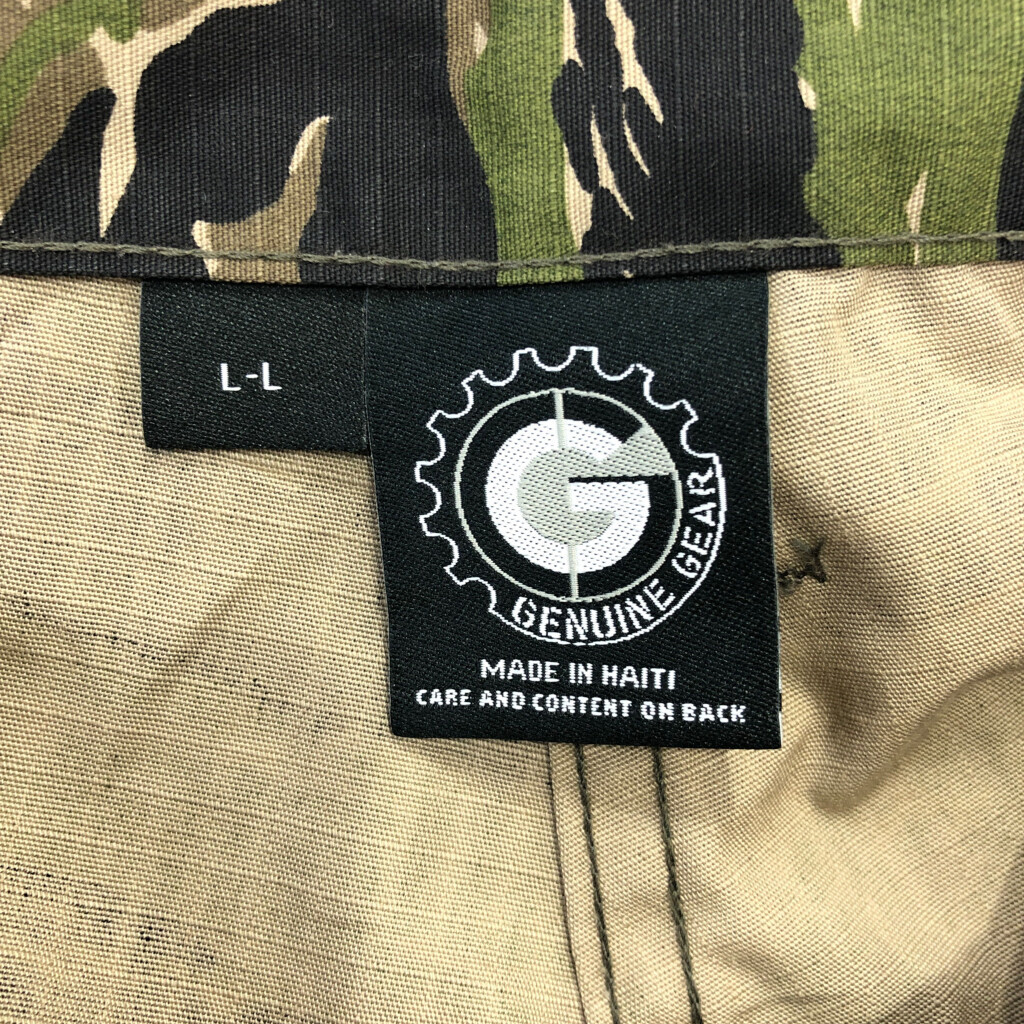 L-L
G
GENUINE GEAR
MADE IN HAITI
CARE AND CONTENT ON BACK